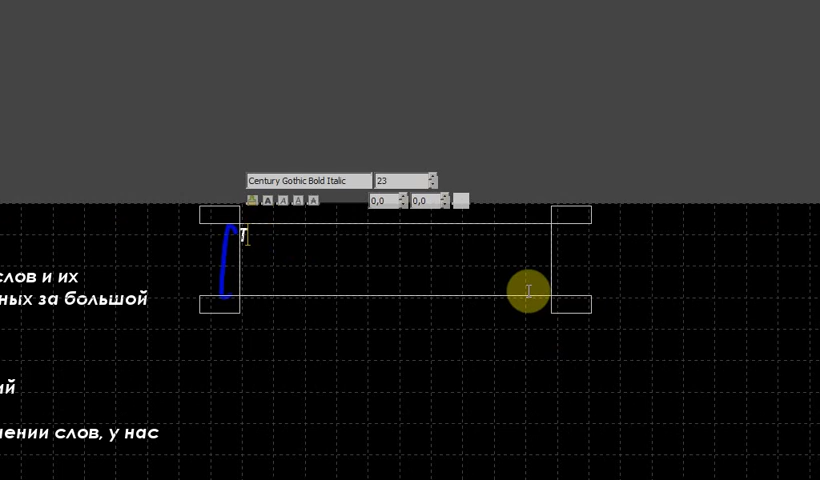 Century Gothic Bold Italic 23
A A A A A 0,0 0,0
т
слов и их
ных за большой
ий
нении слов, у нас